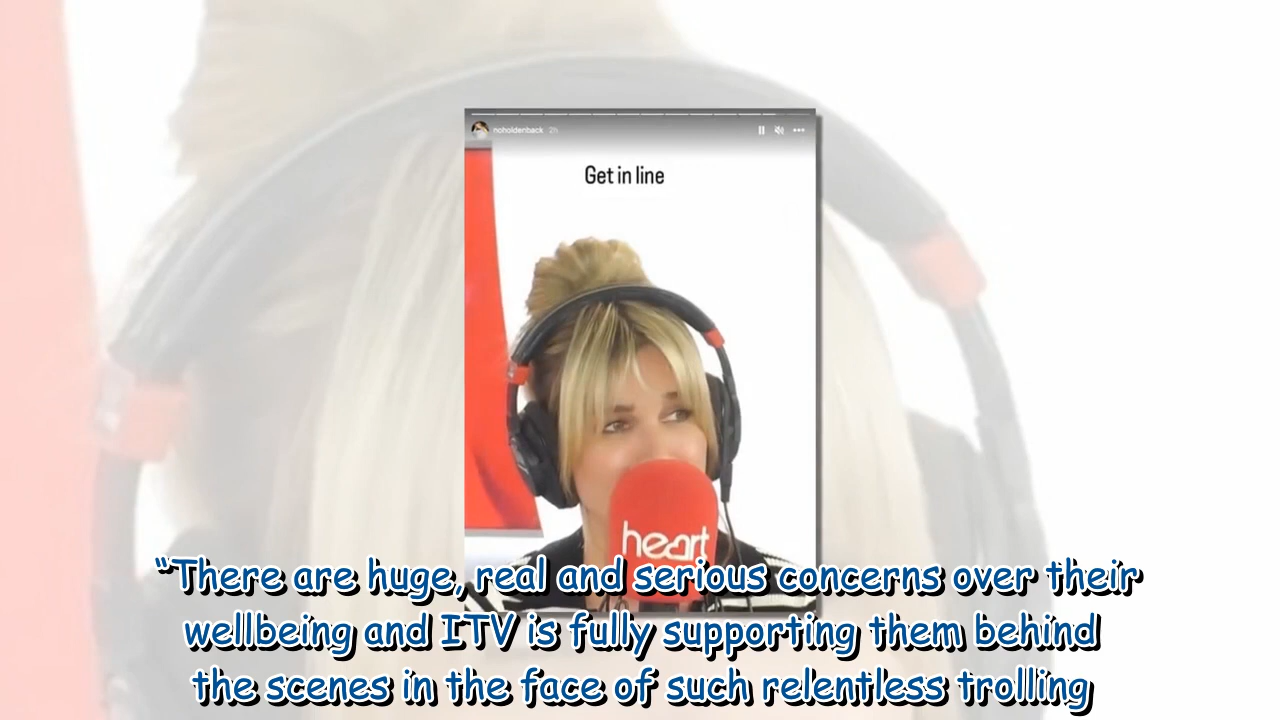 noholdenback 2h
Get in line
heart
“There are huge, real and serious concerns over their
wellbeing and ITV is fully supporting them behind
the scenes in the face of such relentless trolling